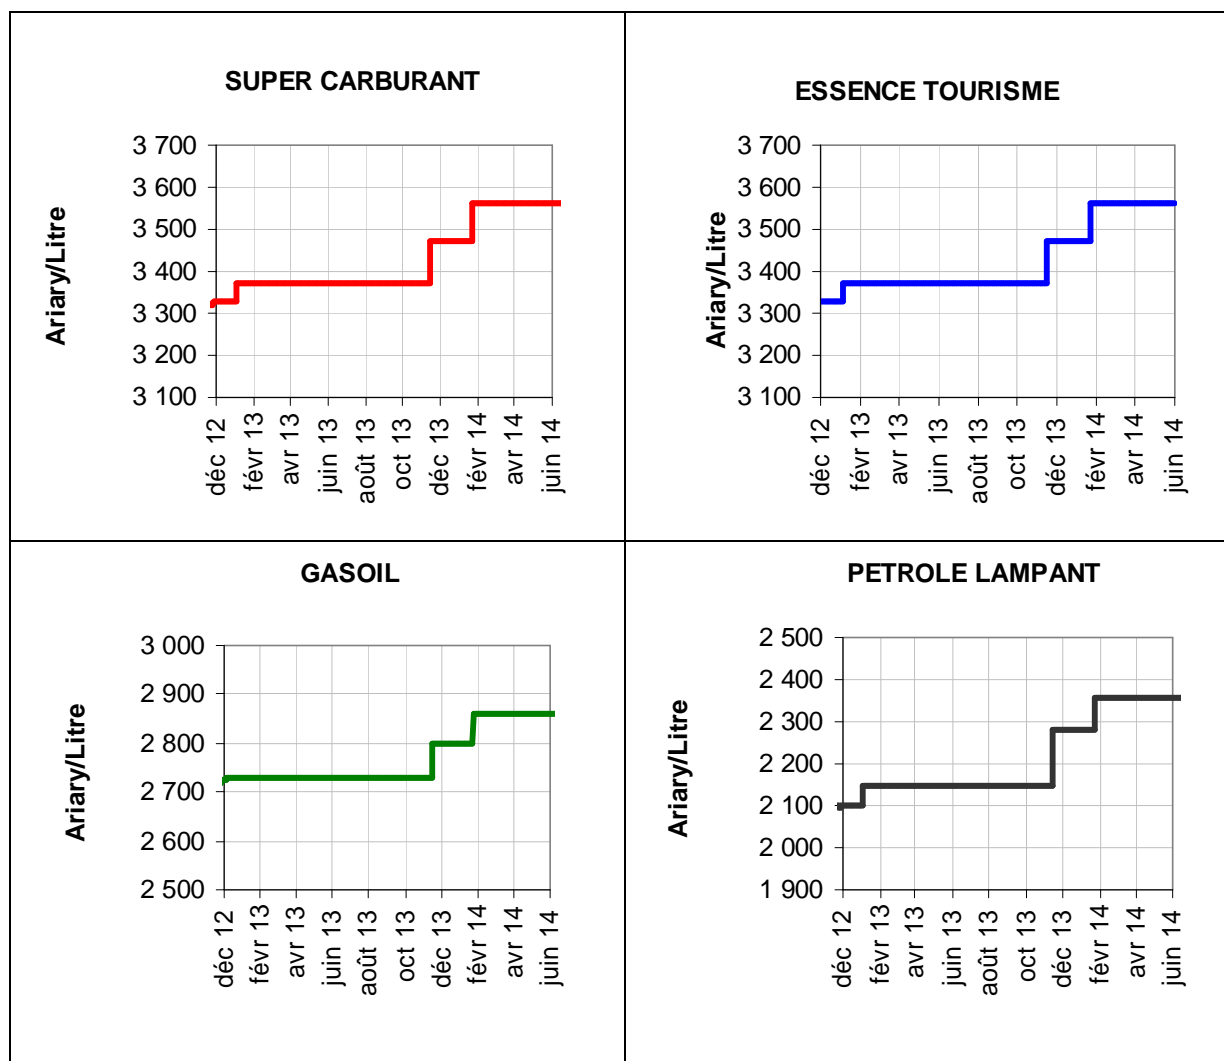 SUPER CARBURANT
Ariary/Litre
3 700
3 600
3 500
3 400
3 300
3 200
3 100
déc 12
févr 13
avr 13
juin 13
août 13
oct 13
déc 13
févr 14
avr 14
juin 14
ESSENCE TOURISME
Ariary/Litre
3 700
3 600
3 500
3 400
3 300
3 200
3 100
déc 12
févr 13
avr 13
juin 13
août 13
oct 13
déc 13
févr 14
avr 14
juin 14
GASOIL
Ariary/Litre
3 000
2 900
2 800
2 700
2 600
2 500
déc 12
févr 13
avr 13
juin 13
août 13
oct 13
déc 13
févr 14
avr 14
juin 14
PETROLE LAMPANT
Ariary/Litre
2 500
2 400
2 300
2 200
2 100
2 000
1 900
déc 12
févr 13
avr 13
juin 13
août 13
oct 13
déc 13
févr 14
avr 14
juin 14